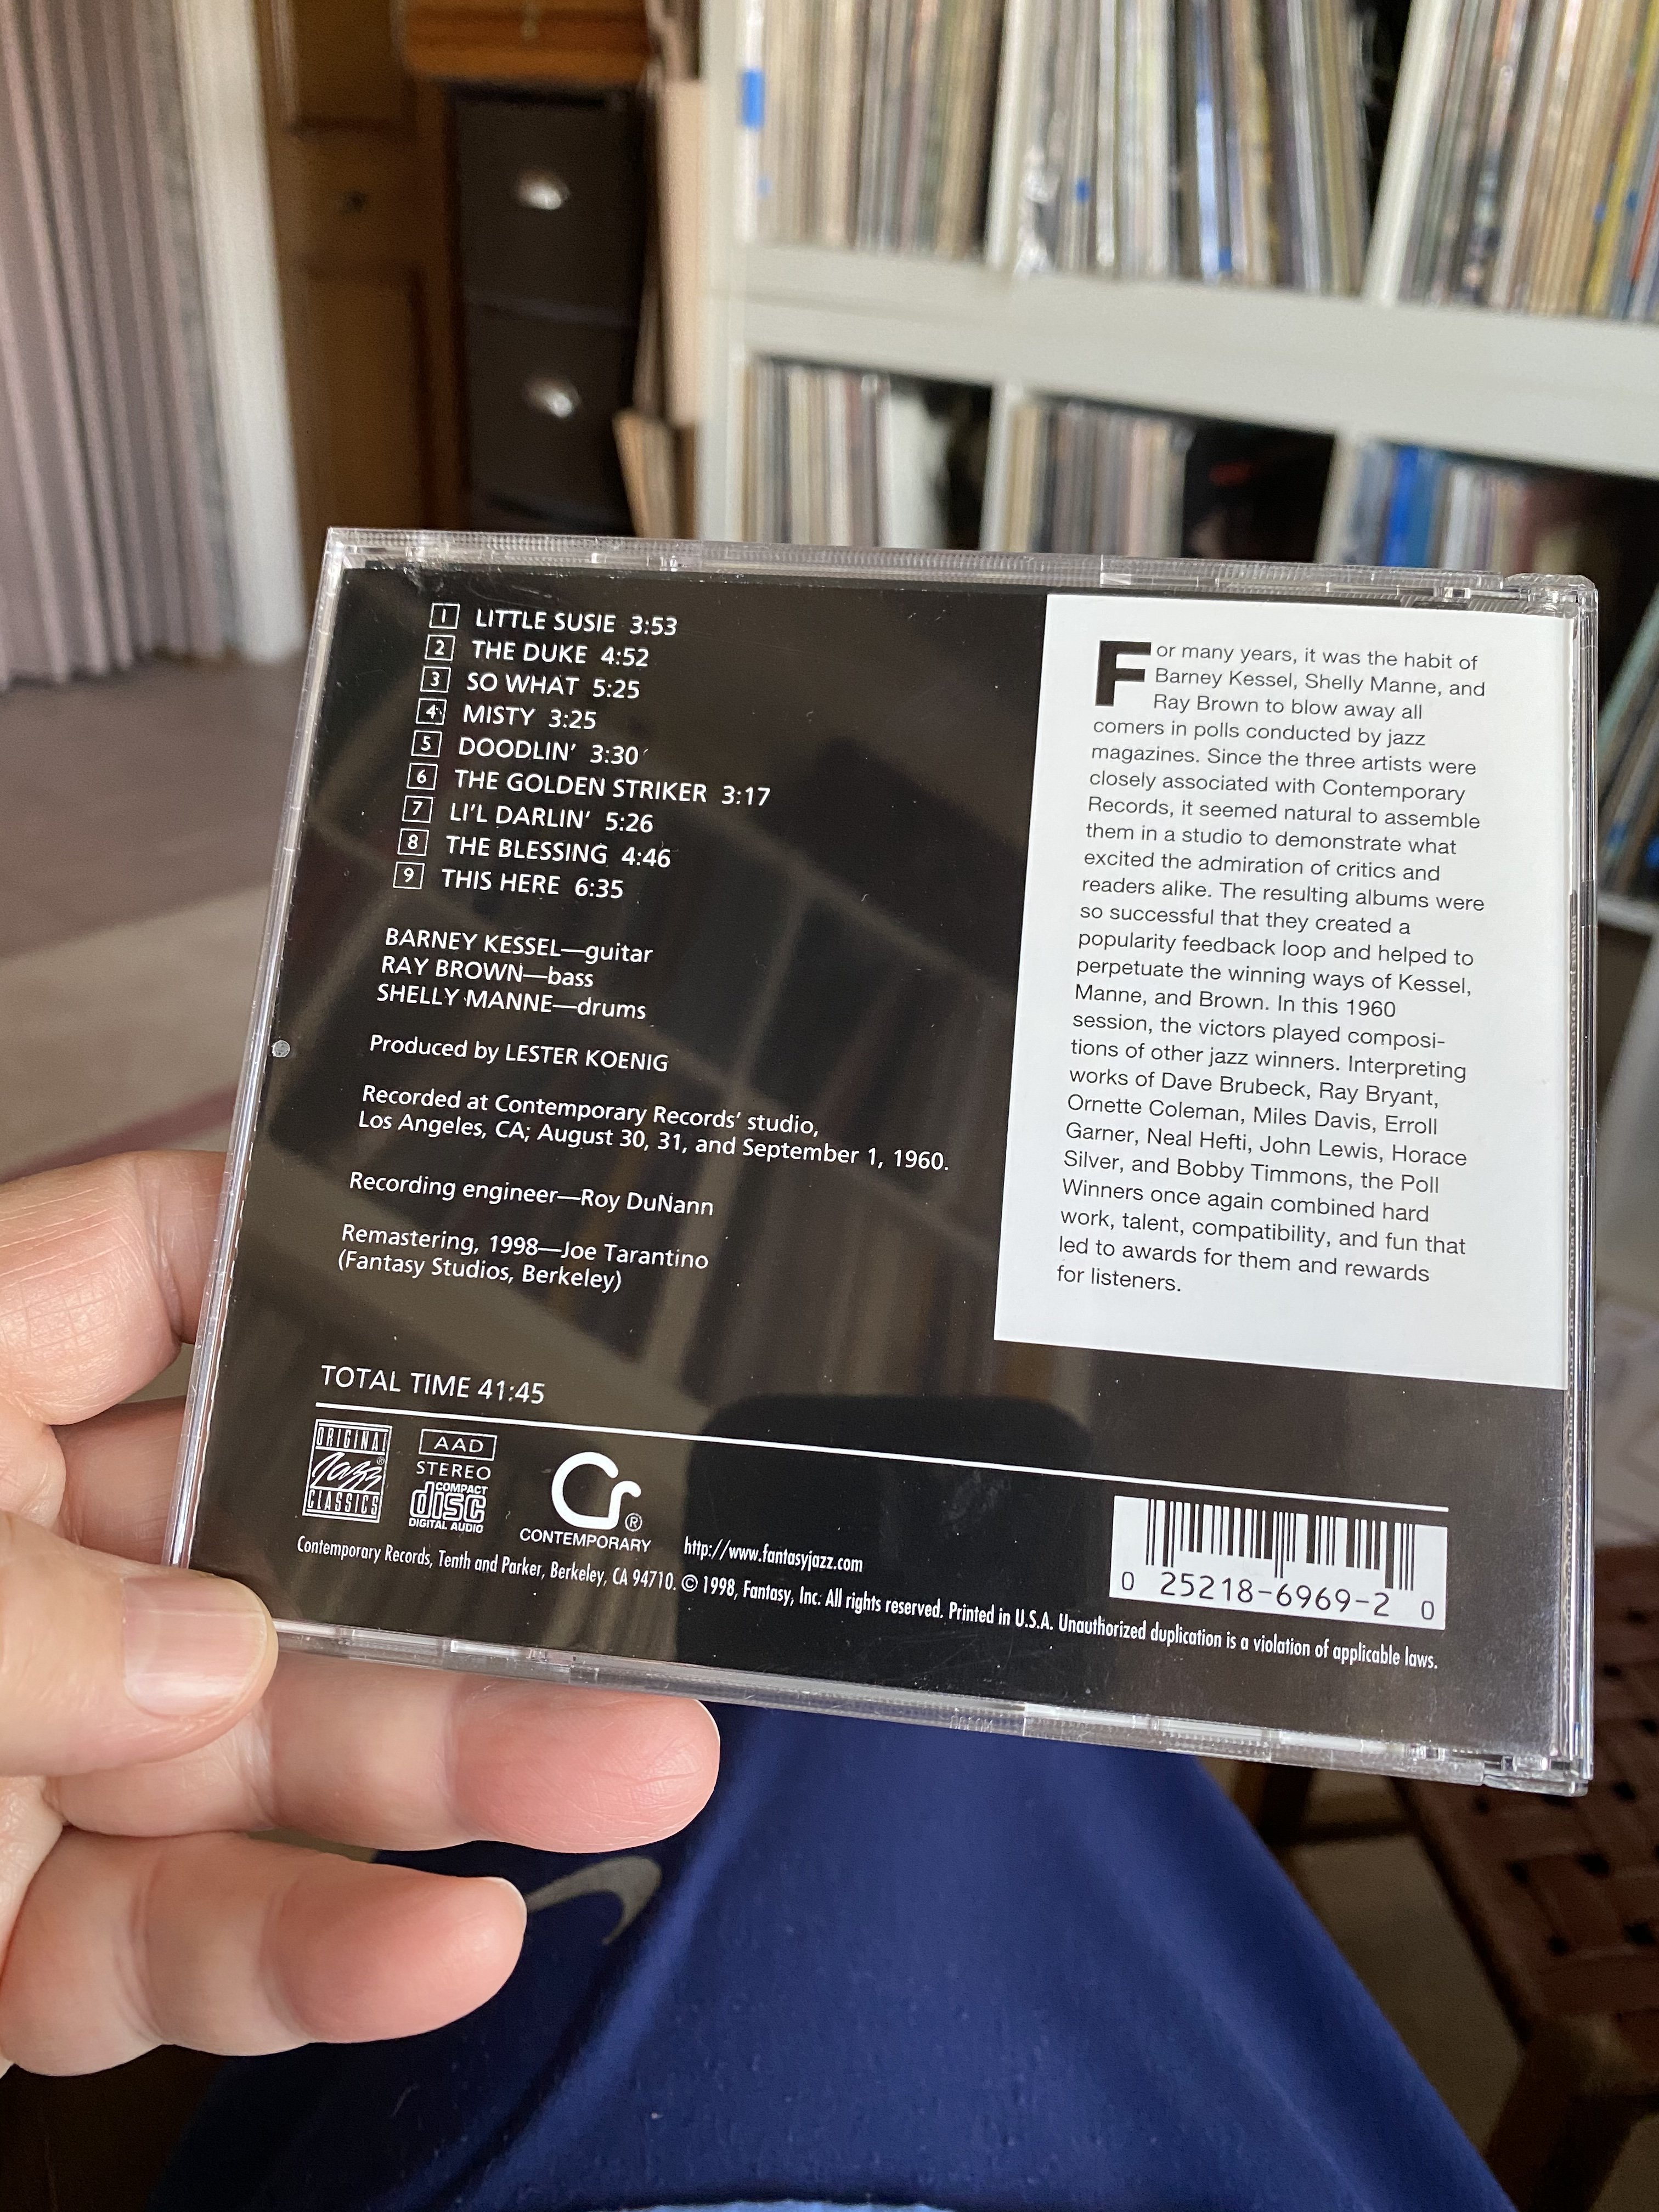 1 LITTLE SUSIE 3:53
2 THE DUKE 4:52
3 SO WHAT 5:25
4 MISTY 3:25
5 DOODLIN' 3:30
6 THE GOLDEN STRIKER 3:17
7 LI'L DARLIN' 5:26
8 THE BLESSING 4:46
9 THIS HERE 6:35
BARNEY KESSEL—guitar
RAY BROWN—bass
SHELLY MANNE—drums
Produced by LESTER KOENIG
Recorded at Contemporary Records' studio,
Los Angeles, CA; August 30, 31, and September 1, 1960.
Recording engineer—Roy DuNann
Remastering, 1998—Joe Tarantino
(Fantasy Studios, Berkeley)
For many years, it was the habit of
Barney Kessel, Shelly Manne, and
Ray Brown to blow away all
comers in polls conducted by jazz
magazines. Since the three artists were
closely associated with Contemporary
Records, it seemed natural to assemble
them in a studio to demonstrate what
excited the admiration of critics and
readers alike. The resulting albums were
so successful that they created a
popularity feedback loop and helped to
perpetuate the winning ways of Kessel,
Manne, and Brown. In this 1960
session, the victors played composi-
tions of other jazz winners. Interpreting
works of Dave Brubeck, Ray Bryant,
Ornette Coleman, Miles Davis, Erroll
Garner, Neal Hefti, John Lewis, Horace
Silver, and Bobby Timmons, the Poll
Winners once again combined hard
work, talent, compatibility, and fun that
led to awards for them and rewards
for listeners.
TOTAL TIME 41:45
ORIGINAL
Jazz®
CLASSICS
AAD
STEREO
COMPACT
disc
DIGITAL AUDIO
Cr®
CONTEMPORARY
http://www.fantasyjazz.com
0 25218-6969-2 0
Contemporary Records, Tenth and Parker, Berkeley, CA 94710. © 1998, Fantasy, Inc. All rights reserved. Printed in U.S.A. Unauthorized duplication is a violation of applicable laws.